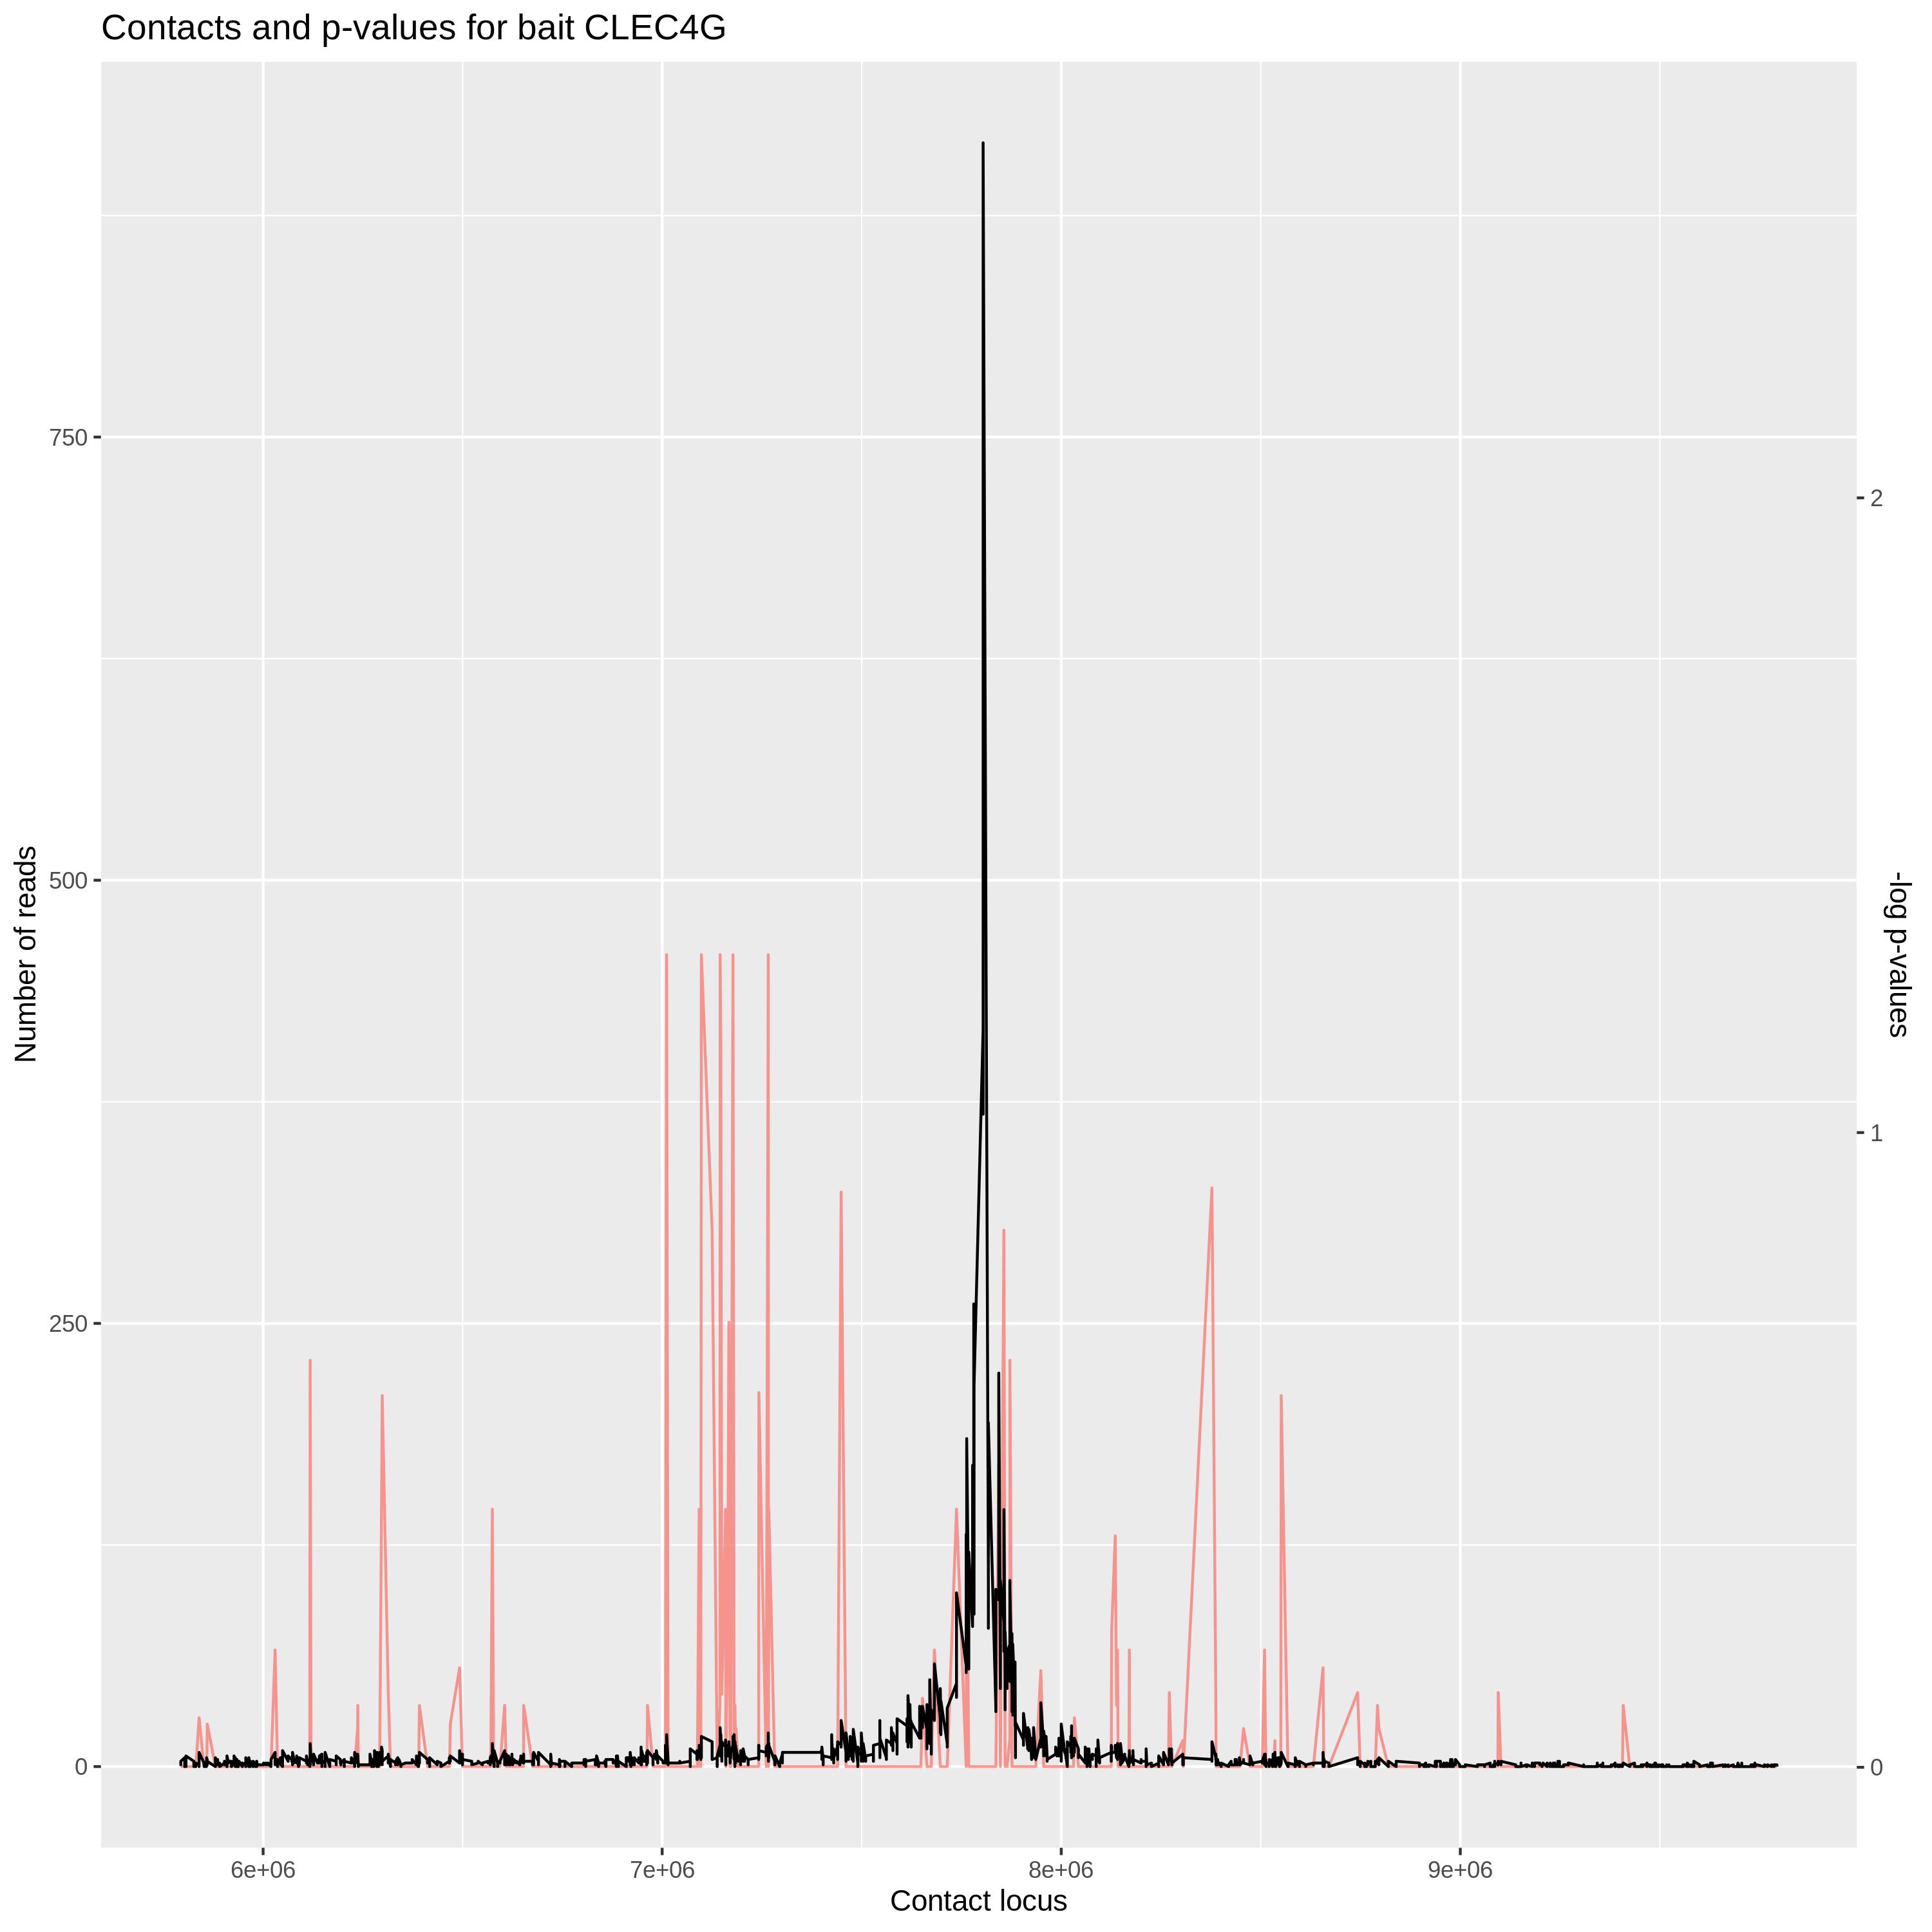 Contacts and p-values for bait CLEC4G
750
500
250
0
2
1
0
Number of reads
-log p-values
6e+06
7e+06
8e+06
9e+06
Contact locus